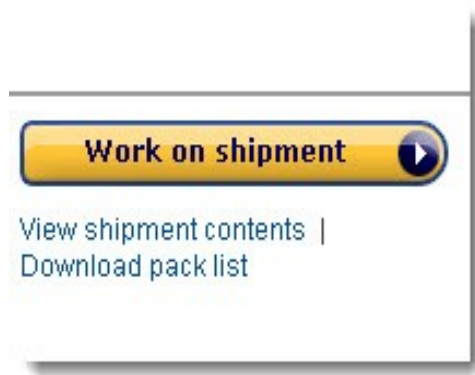 Work on shipment
View shipment contents |
Download pack list